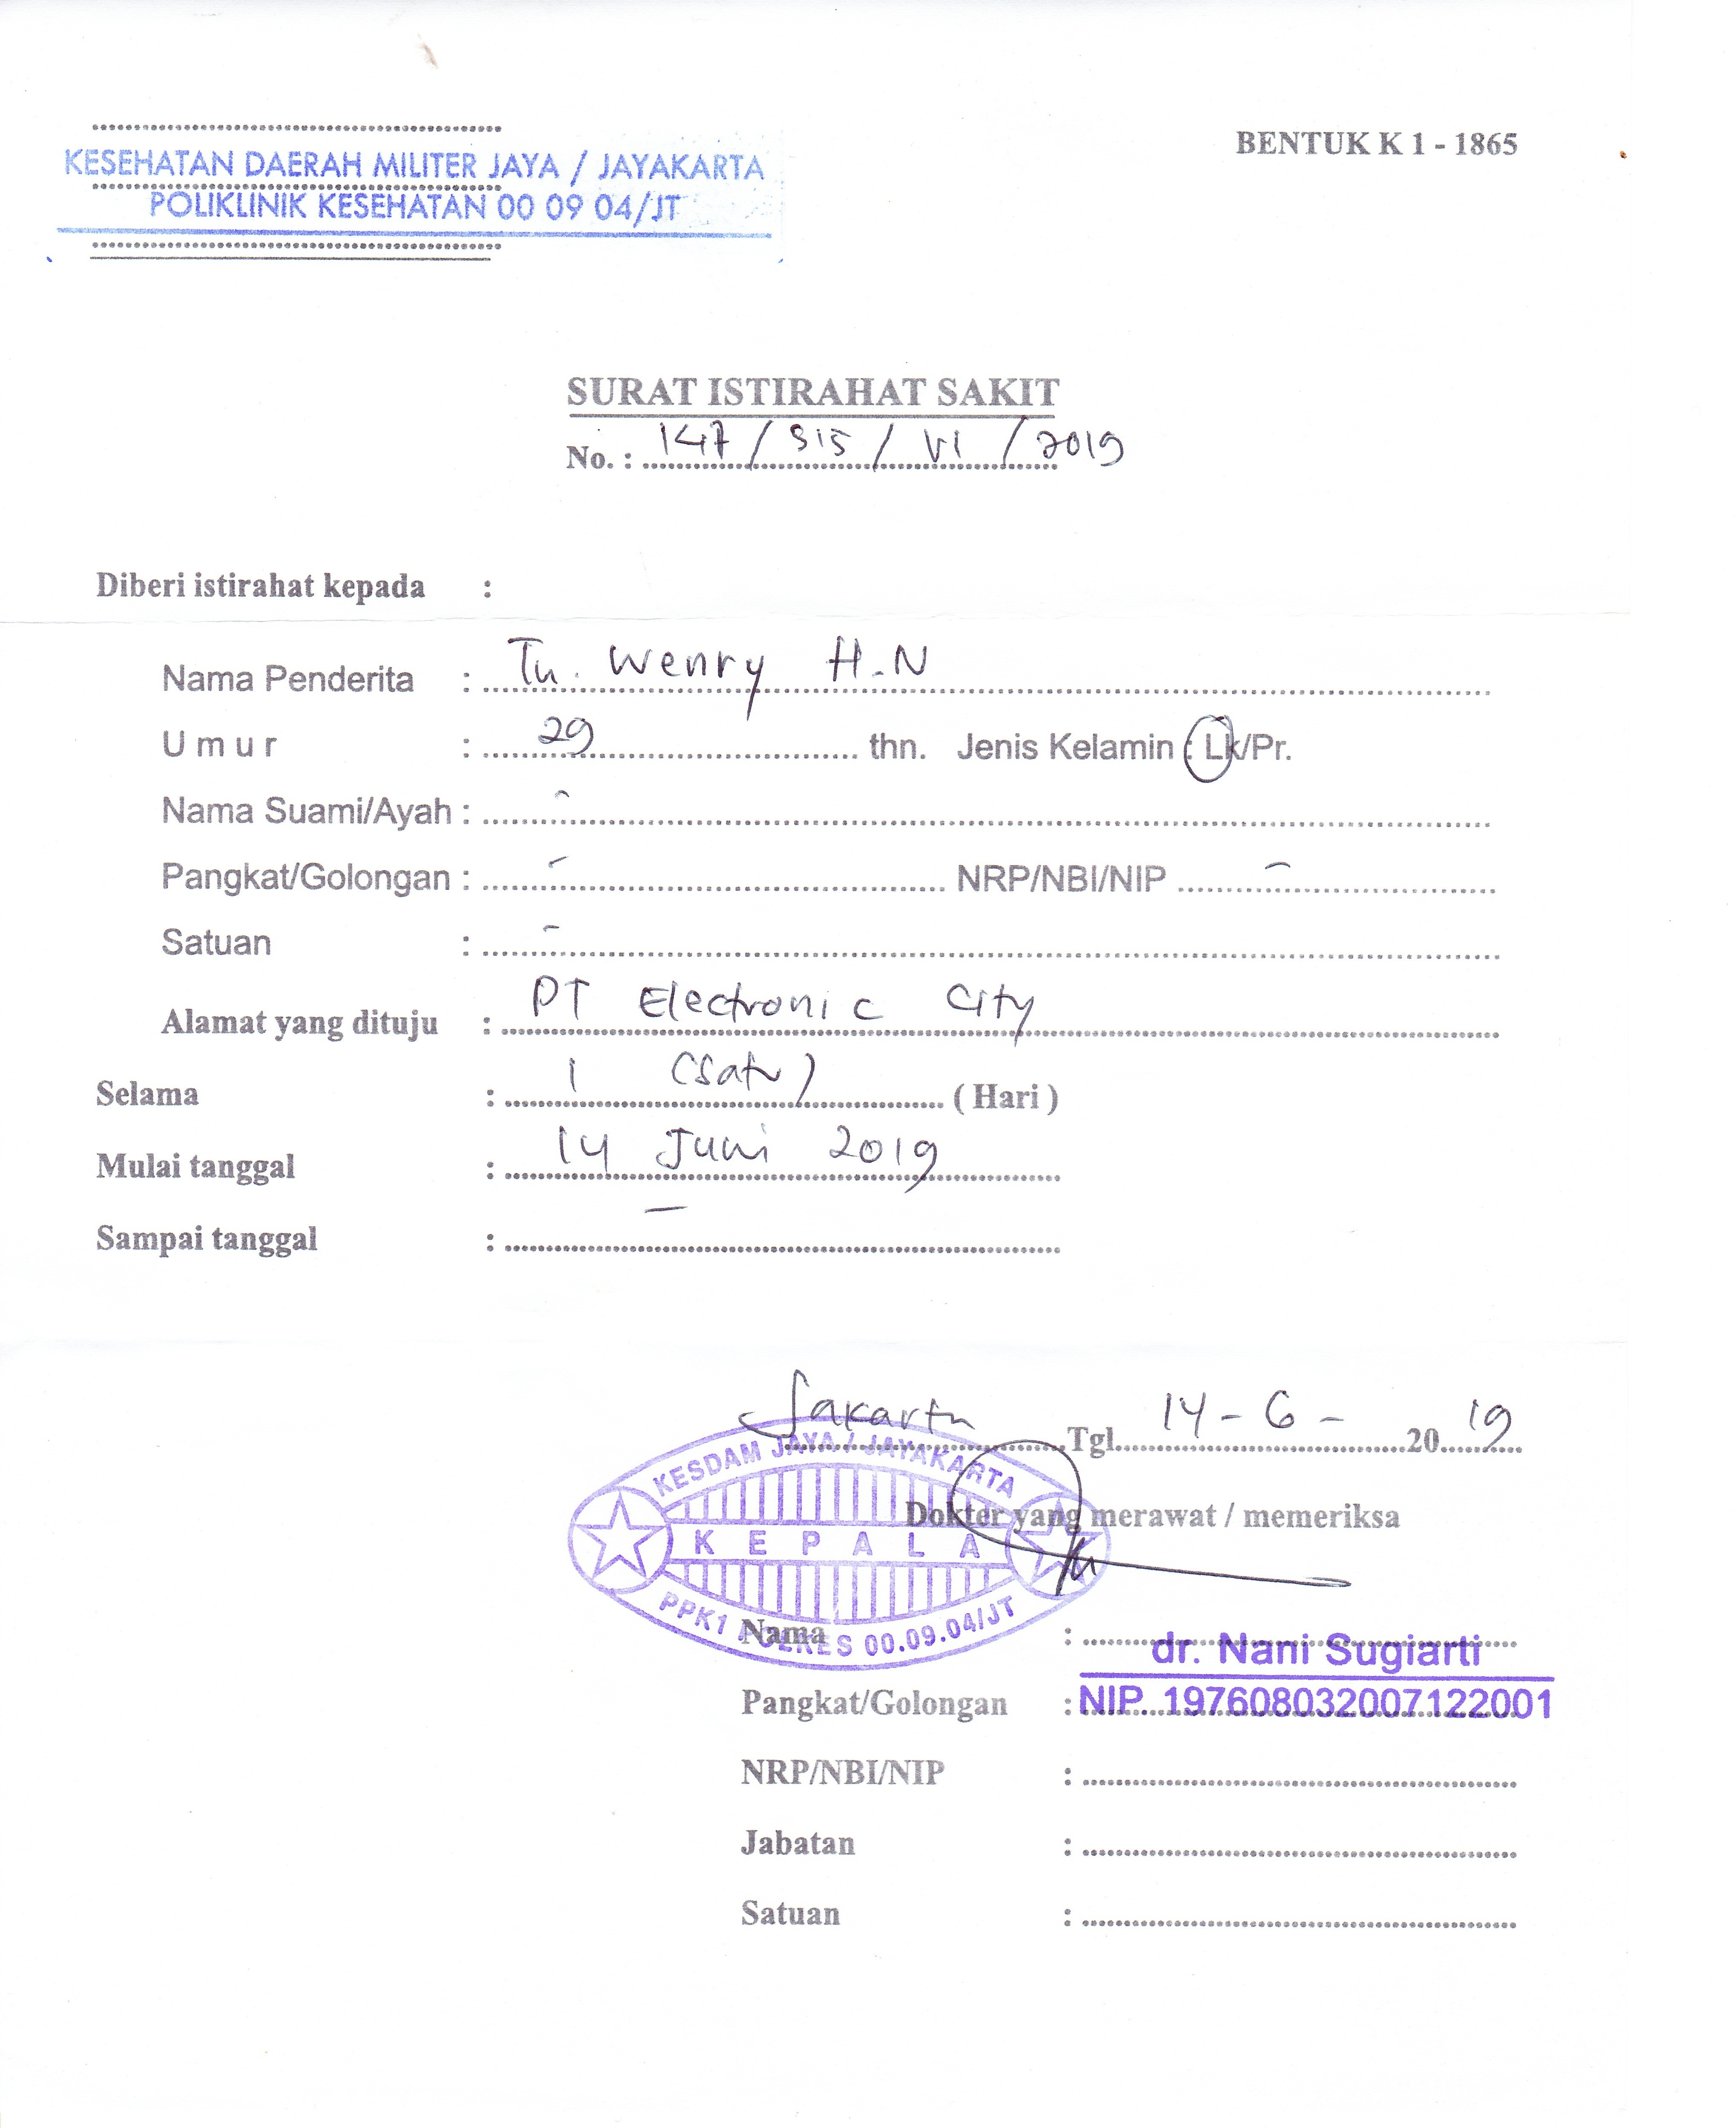 KESEHATAN DAERAH MILITER JAYA / JAYAKARTA
POLIKLINIK KESEHATAN 00 09 04/JT
BENTUK K 1 - 1865
SURAT ISTIRAHAT SAKIT
No. : 147 / SIS / VI / 2019
Diberi istirahat kepada :
Nama Penderita : Tn. Wenry H.N
U m u r : 29 thn. Jenis Kelamin : Lk/Pr.
Nama Suami/Ayah : -
Pangkat/Golongan : - NRP/NBI/NIP -
Satuan : -
Alamat yang dituju : PT Electronic City
Selama : 1 (Satu) ( Hari )
Mulai tanggal : 14 Juni 2019
Sampai tanggal : -
Jakarta Tgl. 14 - 6 - 2019
KESDAM JAYA / JAYAKARTA
Dokter yang merawat / memeriksa
KEPALA
PPK1 POLKES 00.09.04/JT
Nama : dr. Nani Sugiarti
Pangkat/Golongan : NIP. 197608032007122001
NRP/NBI/NIP :
Jabatan :
Satuan :